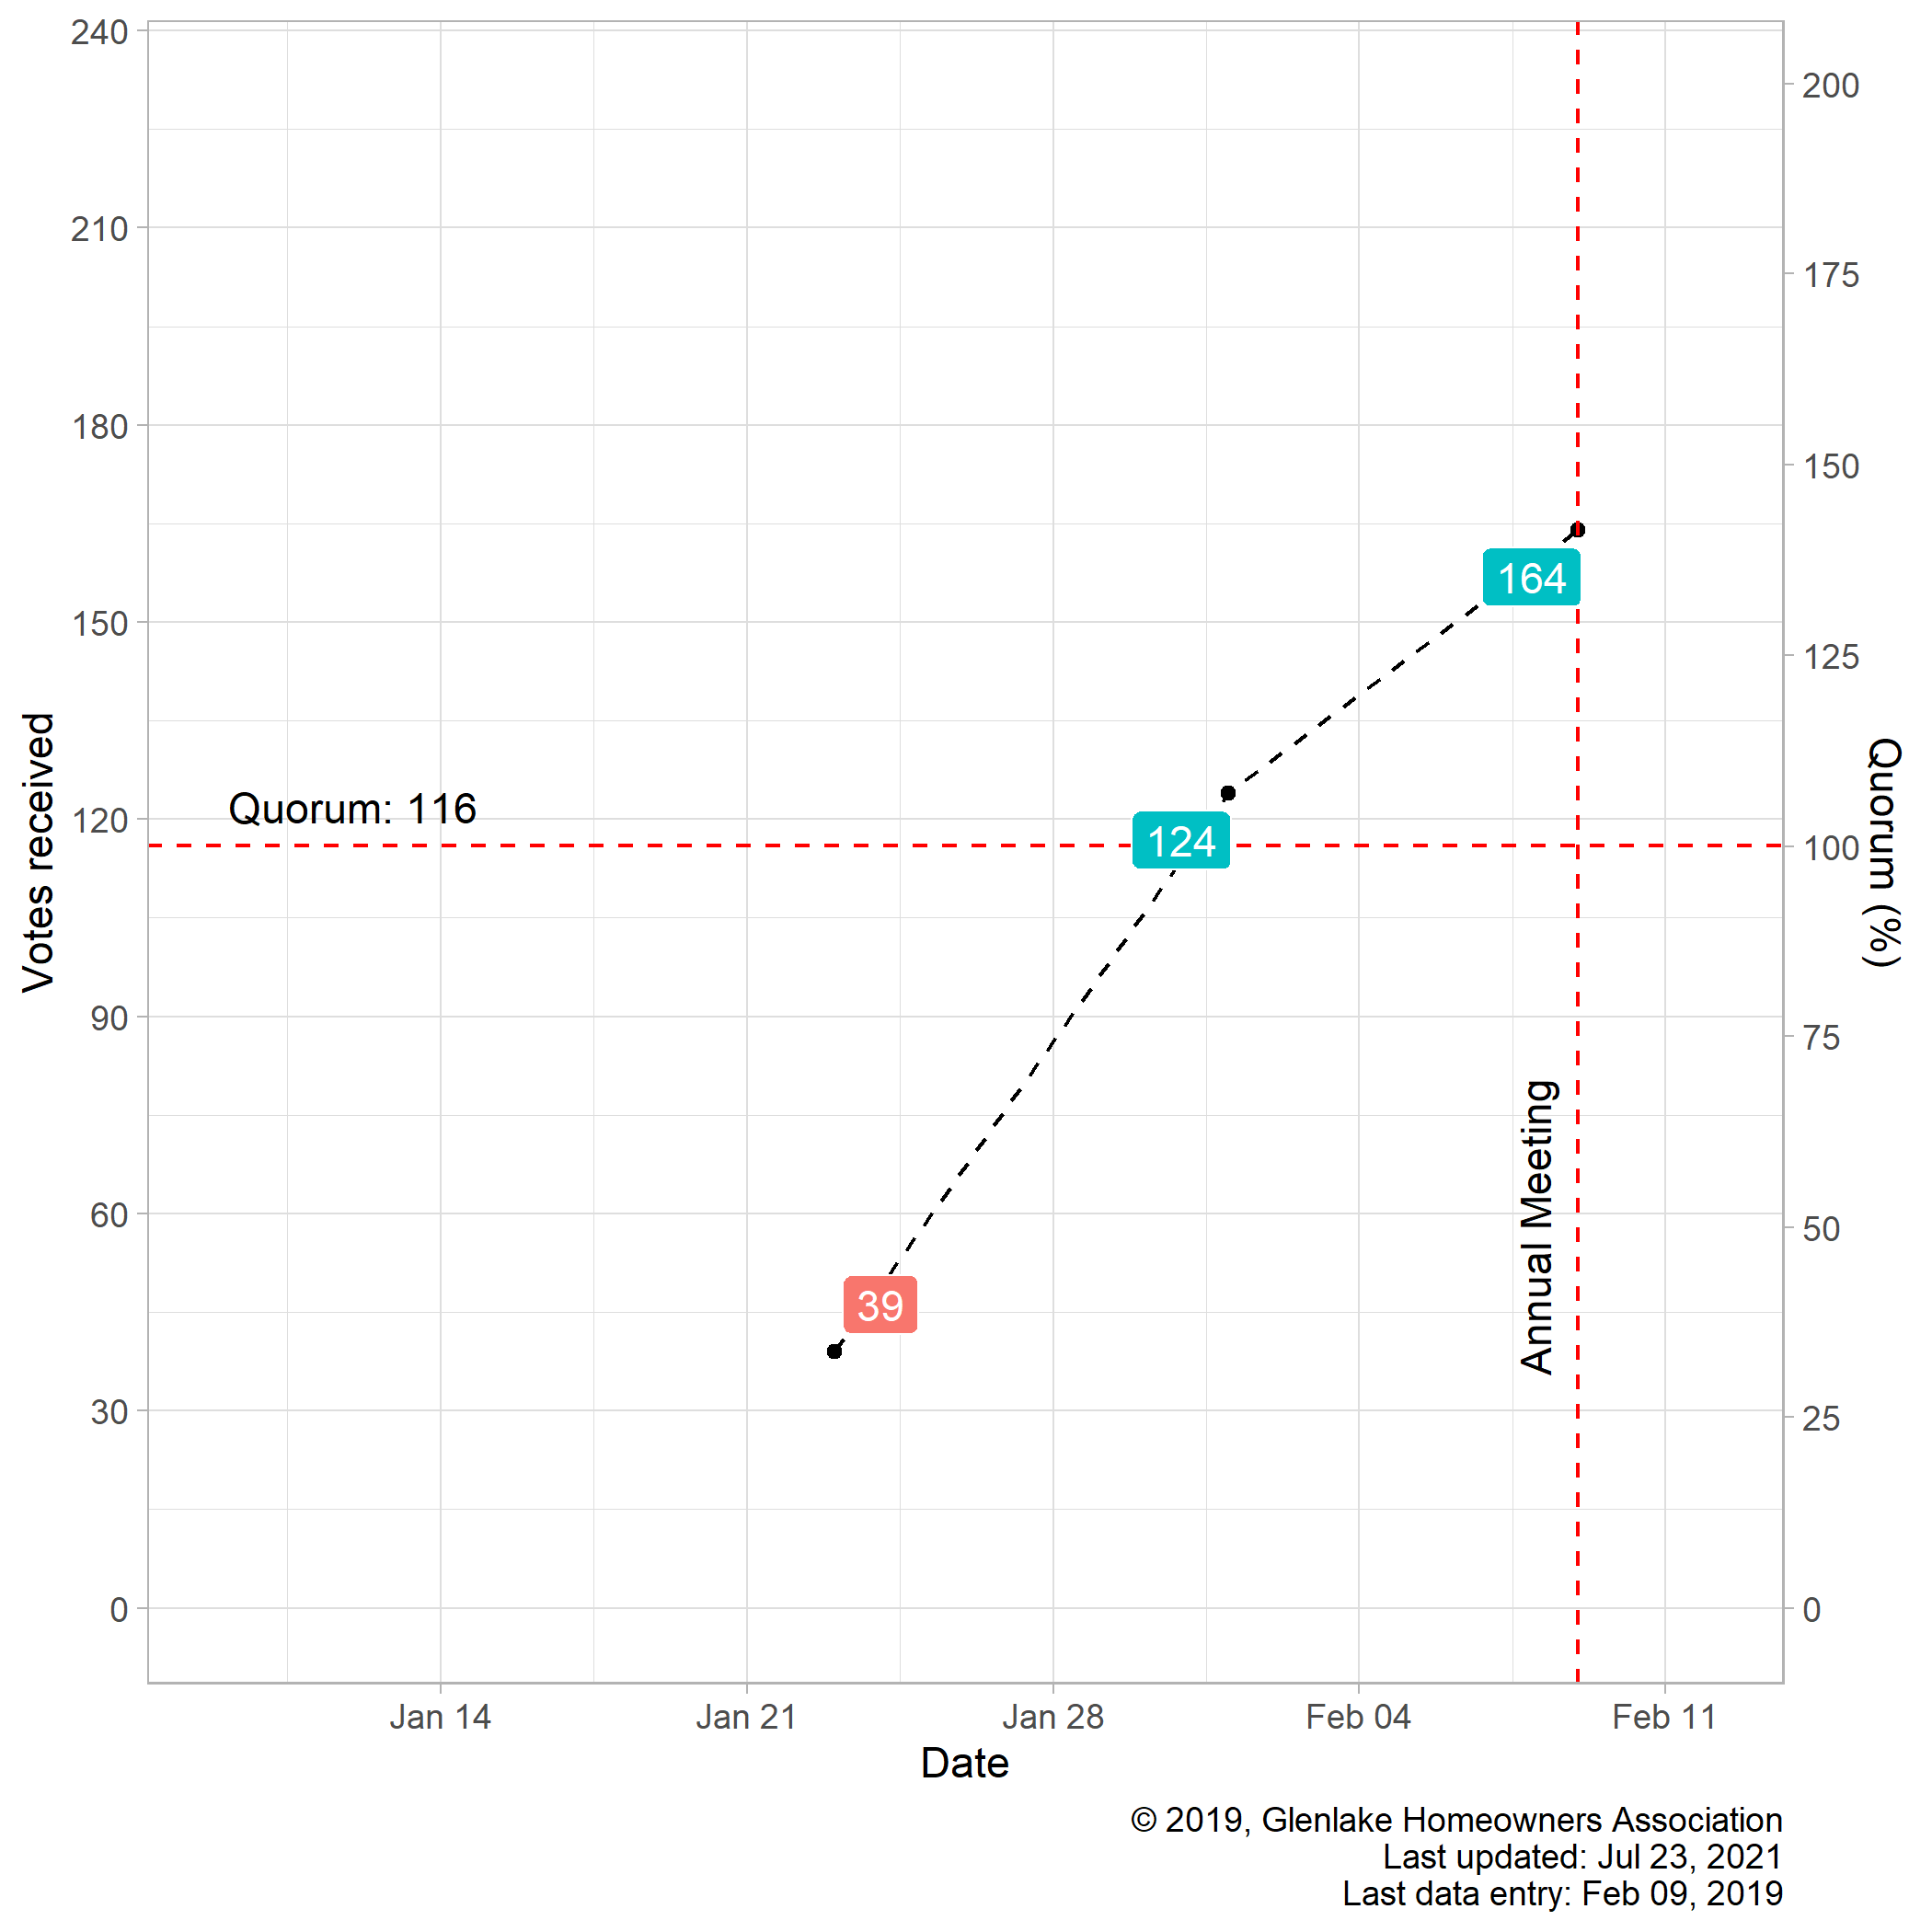 240
210
180
150
120
90
60
30
0
Votes received
200
175
150
125
100
75
50
25
0
Quorum (%)
164
Quorum: 116
124
39
Annual Meeting
Jan 14
Jan 21
Jan 28
Feb 04
Feb 11
Date
© 2019, Glenlake Homeowners Association
Last updated: Jul 23, 2021
Last data entry: Feb 09, 2019